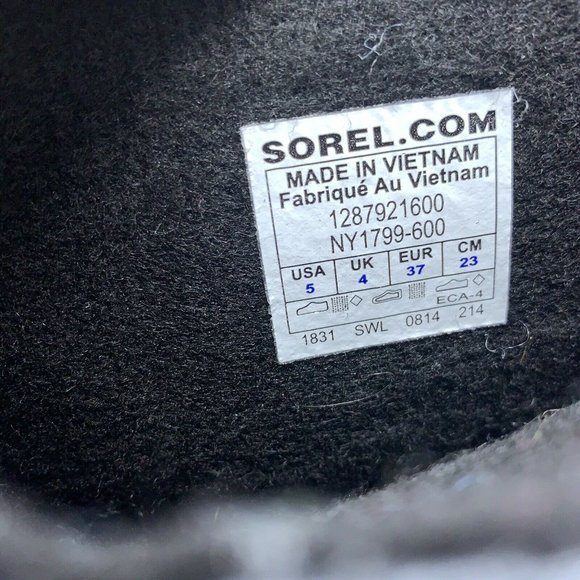 SOREL.COM
MADE IN VIETNAM
Fabriqué Au Vietnam
1287921600
NY1799-600
USA UK EUR CM
5 4 37 23
ECA-4
1831 SWL 0814 214